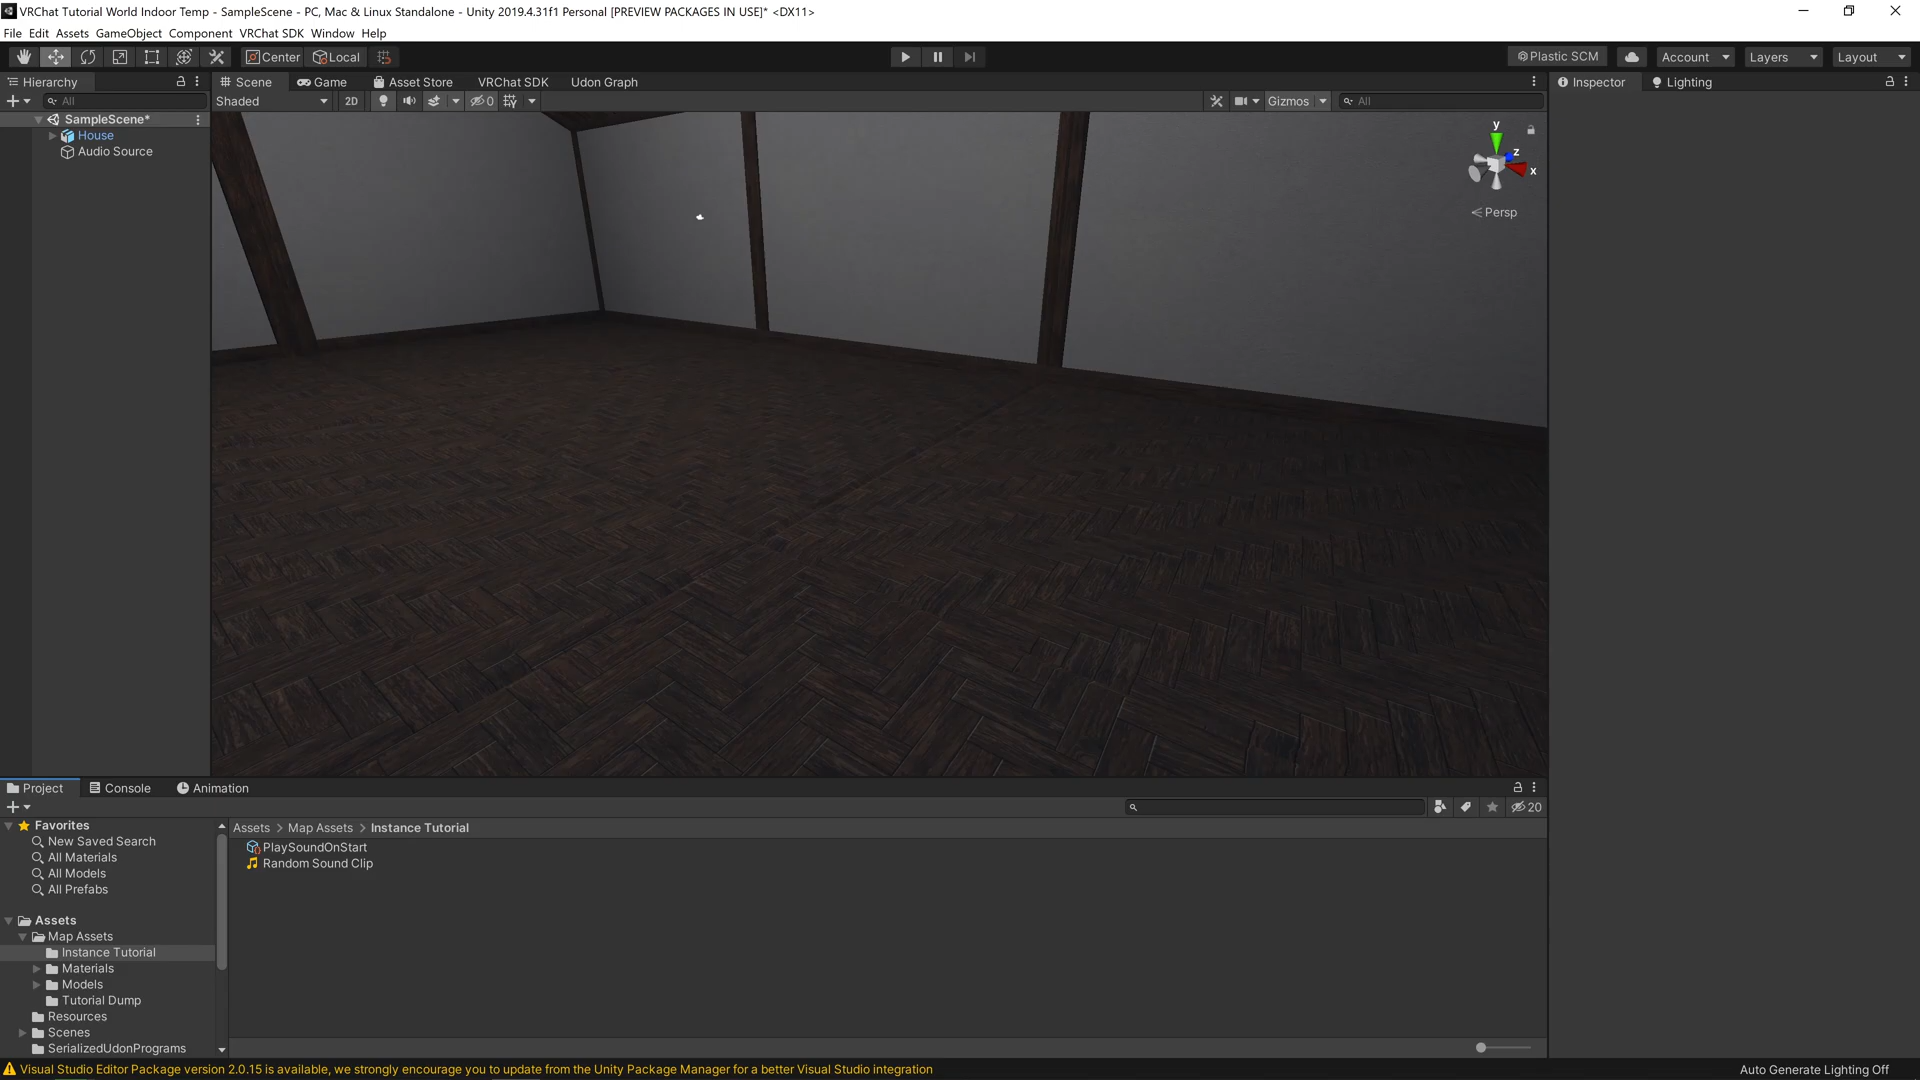 VRChat Tutorial World Indoor Temp - SampleScene - PC, Mac & Linux Standalone - Unity 2019.4.31f1 Personal [PREVIEW PACKAGES IN USE]* <DX11>
File Edit Assets GameObject Component VRChat SDK Window Help
Center Local Plastic SCM Account Layers Layout
Hierarchy Scene Game Asset Store VRChat SDK Udon Graph Inspector Lighting
All Shaded 2D 0 Gizmos All
SampleScene*
House
Audio Source
y
z
x
Persp
Project Console Animation
20
Favorites
New Saved Search
All Materials
All Models
All Prefabs
Assets
Map Assets
Instance Tutorial
Materials
Models
Tutorial Dump
Resources
Scenes
SerializedUdonPrograms
Assets > Map Assets > Instance Tutorial
PlaySoundOnStart
Random Sound Clip
Visual Studio Editor Package version 2.0.15 is available, we strongly encourage you to update from the Unity Package Manager for a better Visual Studio integration
Auto Generate Lighting Off